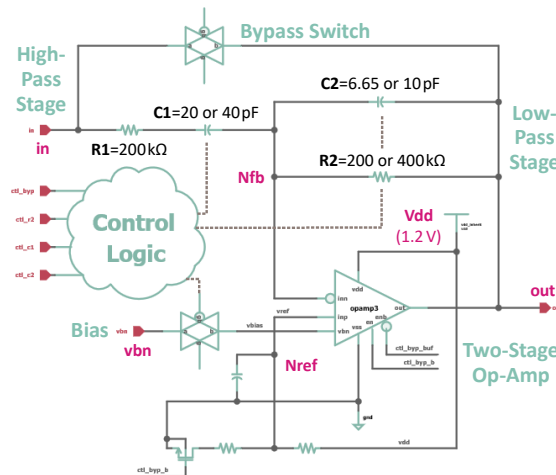 Bypass Switch
High-
Pass
Stage
C1=20 or 40pF
C2=6.65 or 10pF
Low-
Pass
Stage
in
in
R1=200kΩ
R2=200 or 400kΩ
Nfb
ctl_byp
ctl_r2
ctl_c1
ctl_c2
Control
Logic
Vdd
(1.2 V)
vdd
inn
out
out
opamp3
Bias
vbn
vbn
vbias
vref
inp
vbn
vss
en
enb
Two-Stage
Op-Amp
Nref
ctl_byp_buf
ctl_byp_b
gnd
vdd
ctl_byp_b